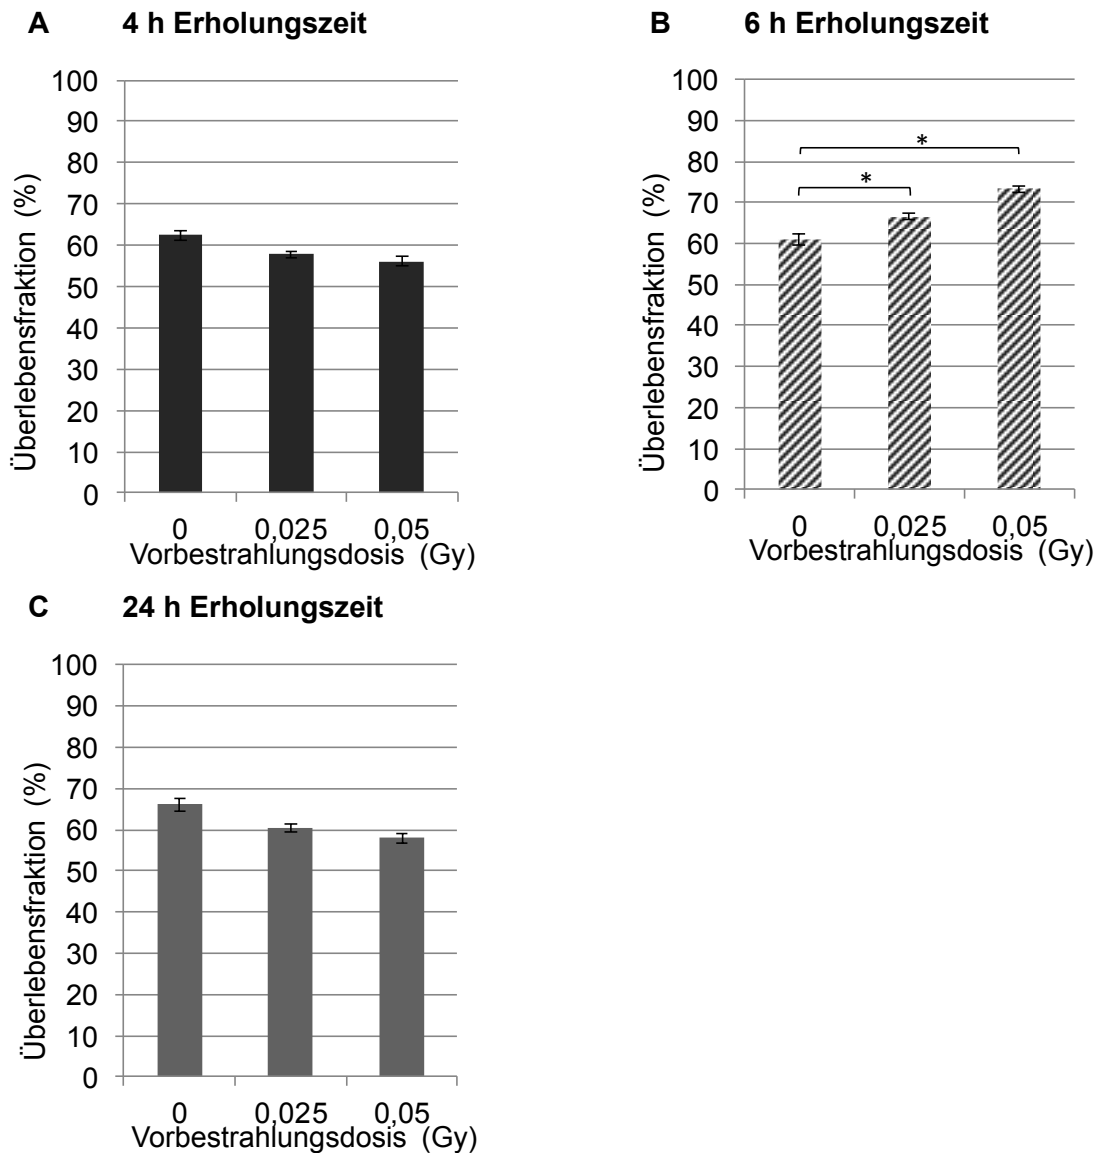 A 4 h Erholungszeit
Überlebensfraktion (%)
100
90
80
70
60
50
40
30
20
10
0
0 0,025 0,05
Vorbestrahlungsdosis (Gy)
B 6 h Erholungszeit
Überlebensfraktion (%)
100
90
80
70
60
50
40
30
20
10
0
*
*
0 0,025 0,05
Vorbestrahlungsdosis (Gy)
C 24 h Erholungszeit
Überlebensfraktion (%)
100
90
80
70
60
50
40
30
20
10
0
0 0,025 0,05
Vorbestrahlungsdosis (Gy)